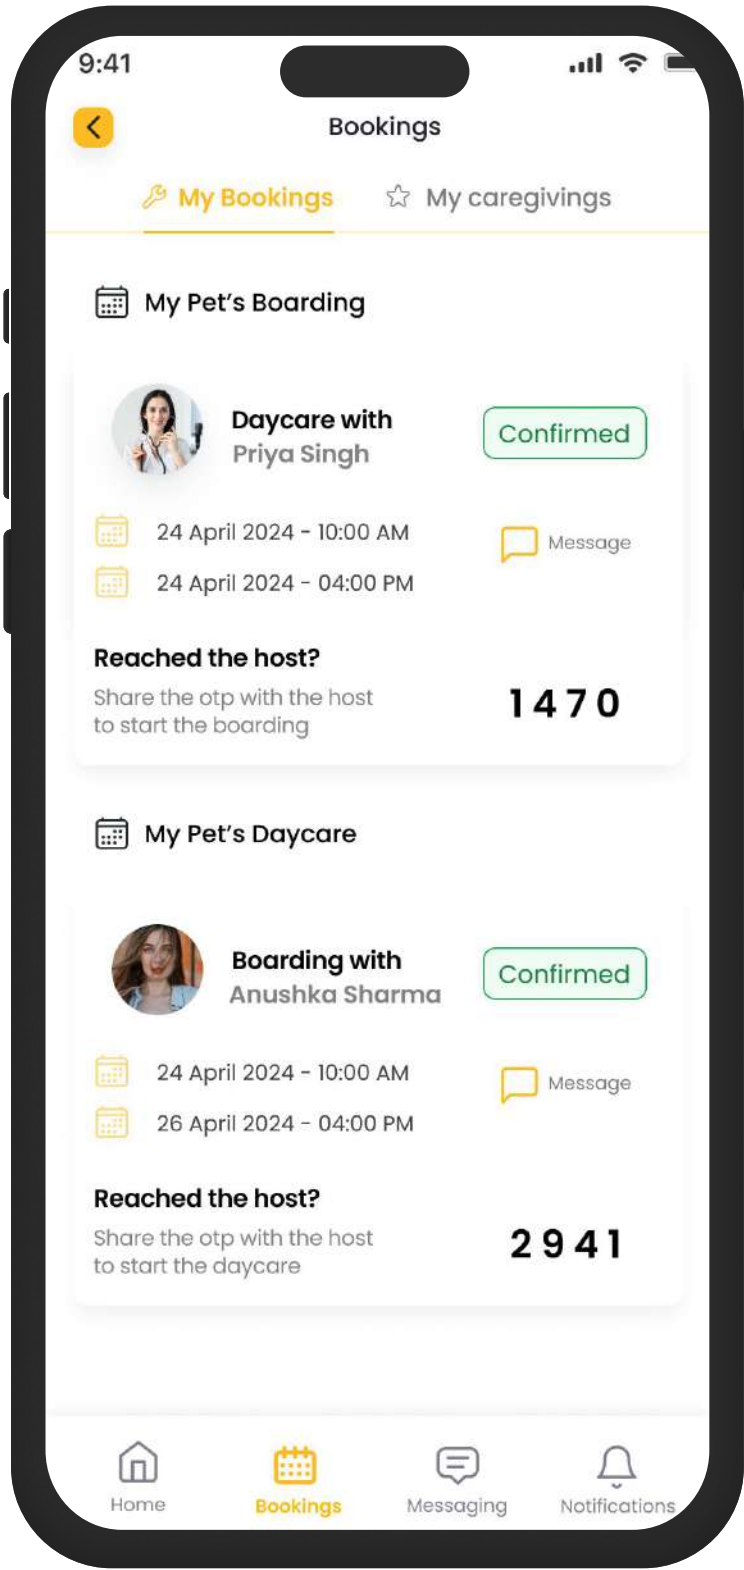 9:41
Bookings
My Bookings
My caregivings
My Pet's Boarding
Daycare with
Priya Singh
Confirmed
24 April 2024 - 10:00 AM
Message
24 April 2024 - 04:00 PM
Reached the host?
Share the otp with the host
to start the boarding
1470
My Pet's Daycare
Boarding with
Anushka Sharma
Confirmed
24 April 2024 - 10:00 AM
Message
26 April 2024 - 04:00 PM
Reached the host?
Share the otp with the host
to start the daycare
2941
Home
Bookings
Messaging
Notifications